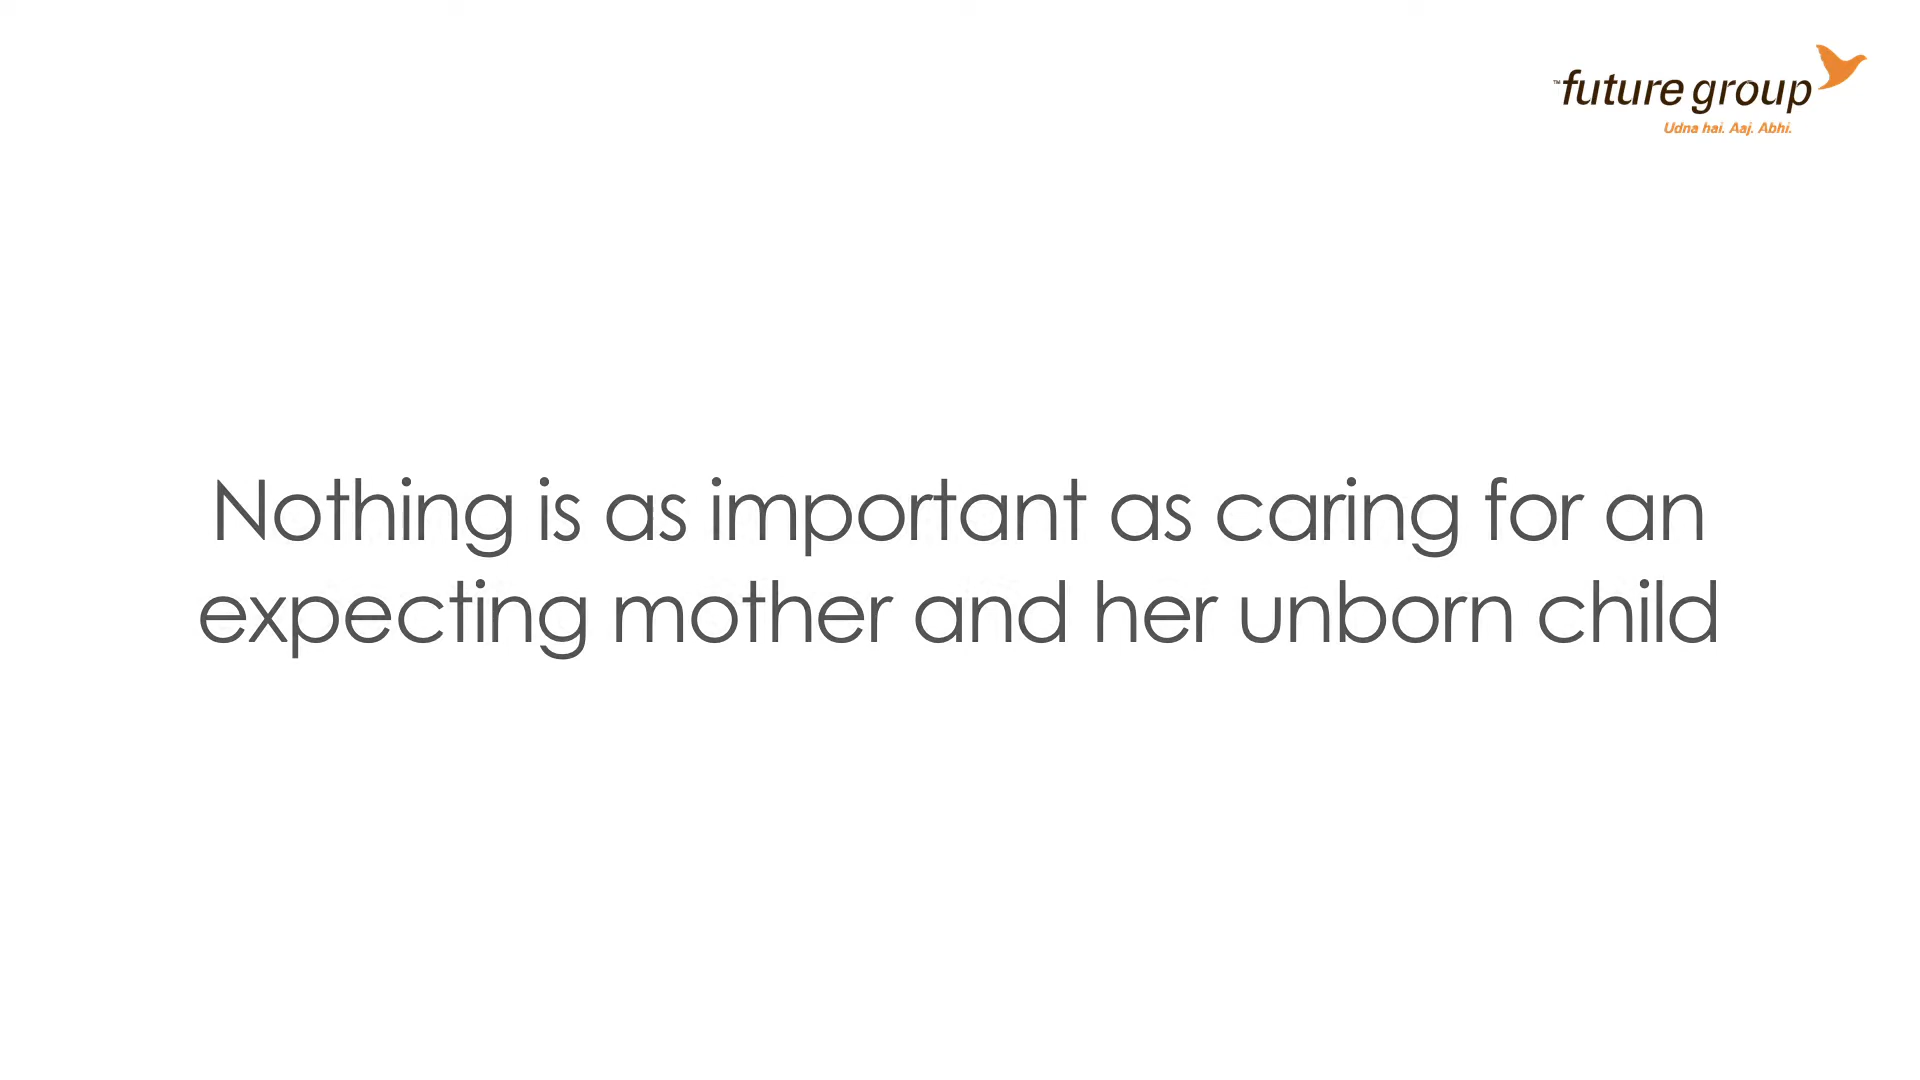 ™future group
Udna hai. Aaj. Abhi.
Nothing is as important as caring for an
expecting mother and her unborn child